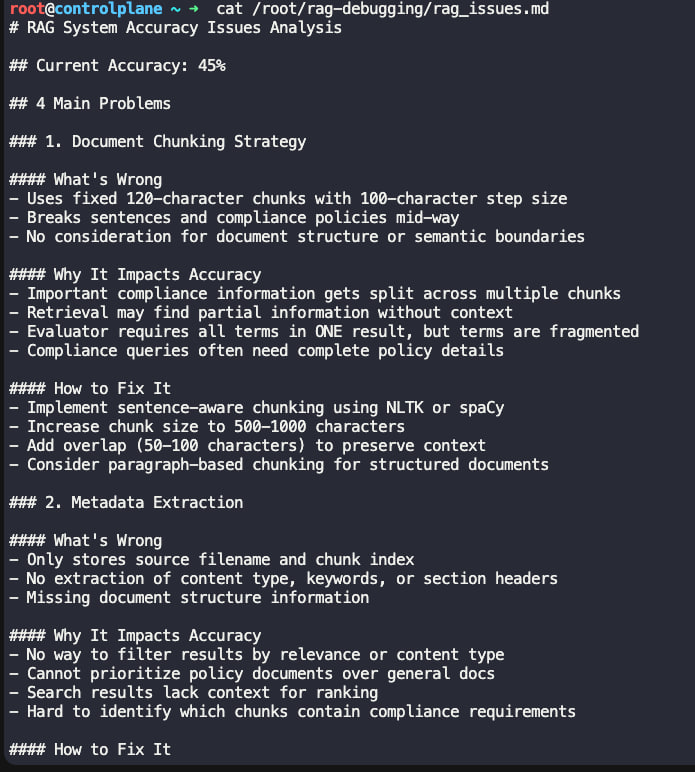 root@controlplane ~ ➜  cat /root/rag-debugging/rag_issues.md
# RAG System Accuracy Issues Analysis

## Current Accuracy: 45%

## 4 Main Problems

### 1. Document Chunking Strategy

#### What's Wrong
- Uses fixed 120-character chunks with 100-character step size
- Breaks sentences and compliance policies mid-way
- No consideration for document structure or semantic boundaries

#### Why It Impacts Accuracy
- Important compliance information gets split across multiple chunks
- Retrieval may find partial information without context
- Evaluator requires all terms in ONE result, but terms are fragmented
- Compliance queries often need complete policy details

#### How to Fix It
- Implement sentence-aware chunking using NLTK or spaCy
- Increase chunk size to 500-1000 characters
- Add overlap (50-100 characters) to preserve context
- Consider paragraph-based chunking for structured documents

### 2. Metadata Extraction

#### What's Wrong
- Only stores source filename and chunk index
- No extraction of content type, keywords, or section headers
- Missing document structure information

#### Why It Impacts Accuracy
- No way to filter results by relevance or content type
- Cannot prioritize policy documents over general docs
- Search results lack context for ranking
- Hard to identify which chunks contain compliance requirements

#### How to Fix It